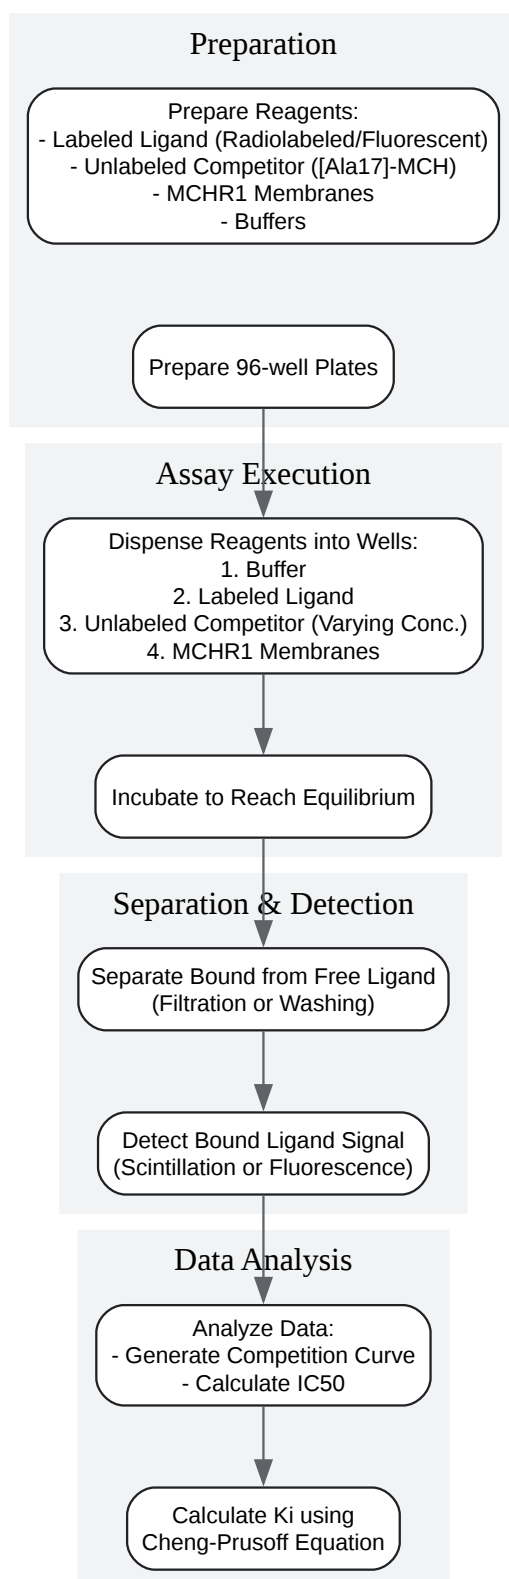 Preparation
Prepare Reagents:
- Labeled Ligand (Radiolabeled/Fluorescent)
- Unlabeled Competitor ([Ala17]-MCH)
- MCHR1 Membranes
- Buffers
Prepare 96-well Plates
Assay Execution
Dispense Reagents into Wells:
1. Buffer
2. Labeled Ligand
3. Unlabeled Competitor (Varying Conc.)
4. MCHR1 Membranes
Incubate to Reach Equilibrium
Separation & Detection
Separate Bound from Free Ligand
(Filtration or Washing)
Detect Bound Ligand Signal
(Scintillation or Fluorescence)
Data Analysis
Analyze Data:
- Generate Competition Curve
- Calculate IC50
Calculate Ki using
Cheng-Prusoff Equation